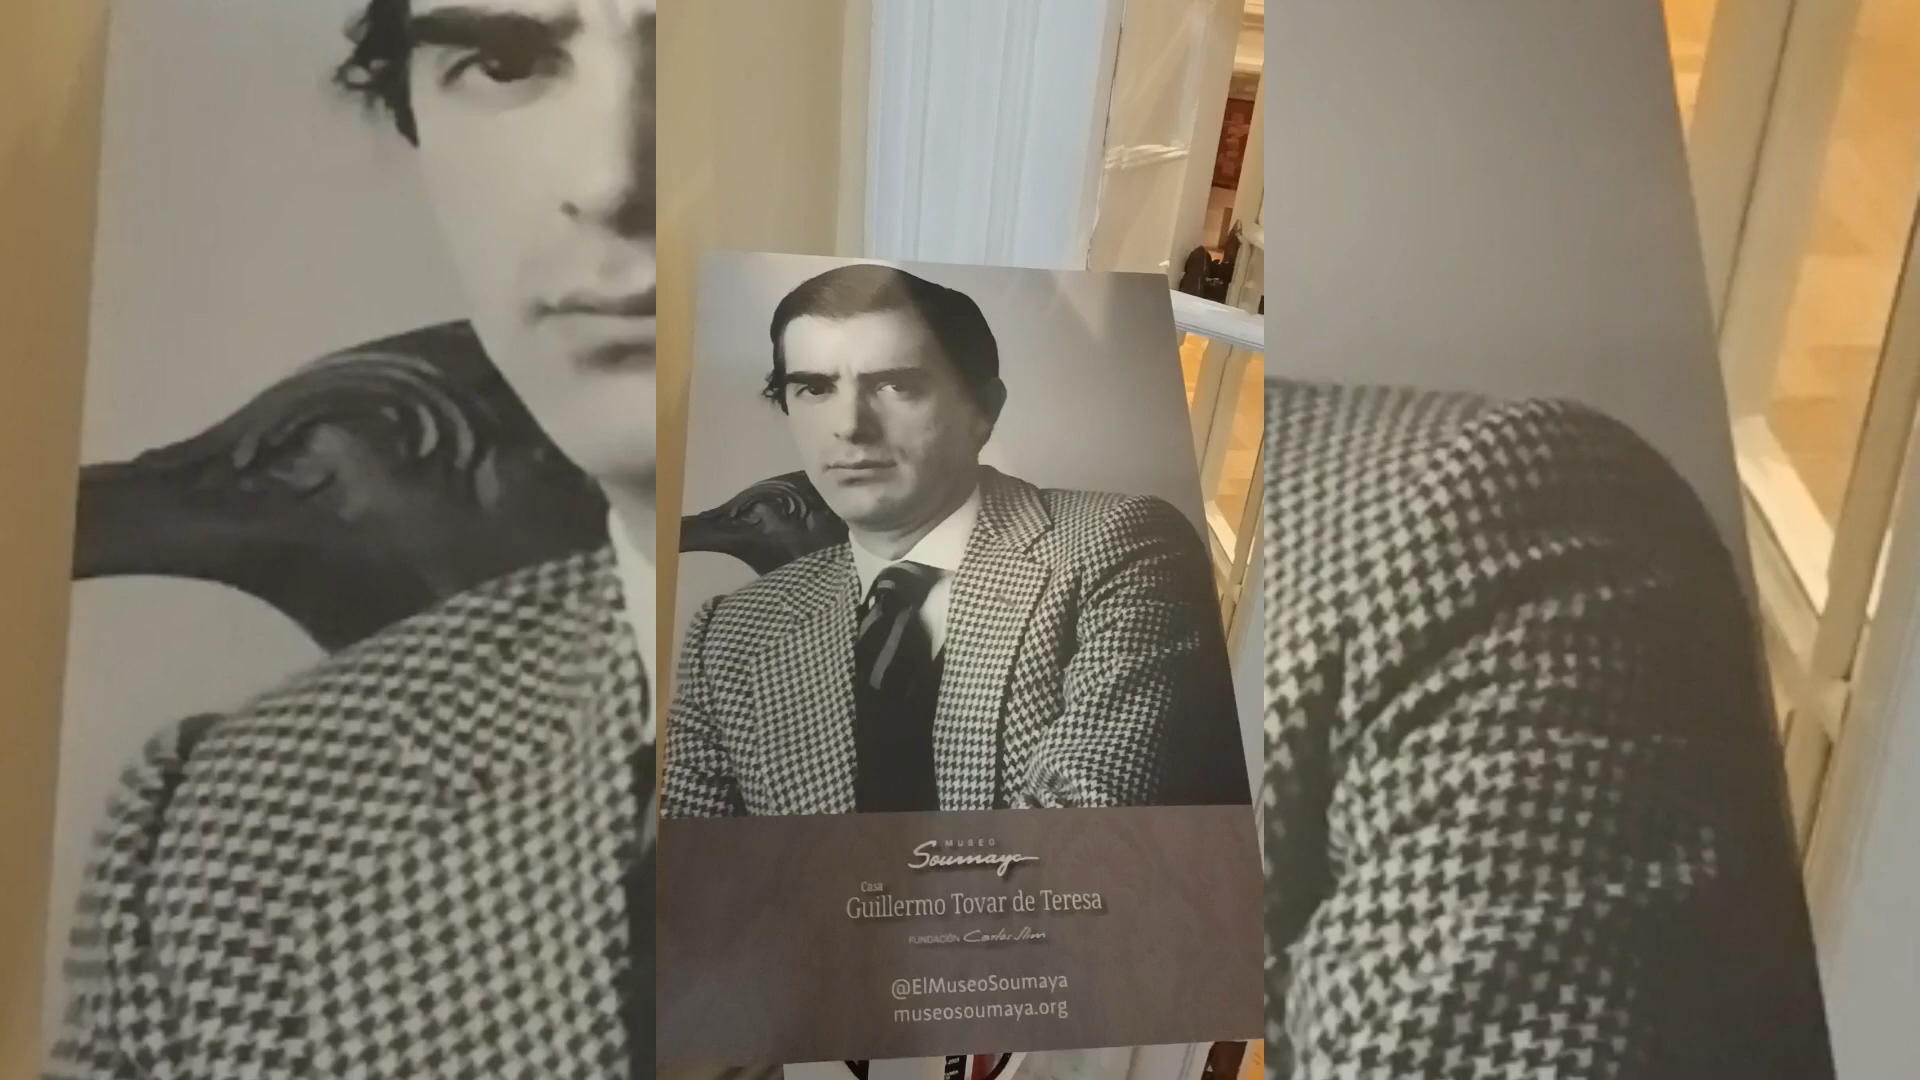 MUSEO
Soumaya
Casa
Guillermo Tovar de Teresa
FUNDACIÓN Carlos Slim
@ElMuseoSoumaya
museosoumaya.org